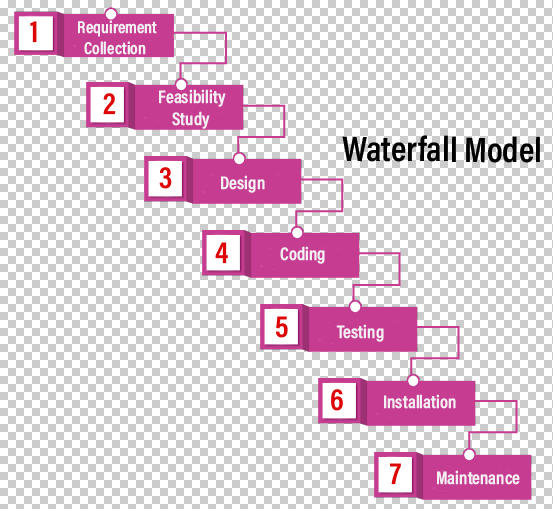 1
Requirement
Collection
2
Feasibility
Study
Waterfall Model
3
Design
4
Coding
5
Testing
6
Installation
7
Maintenance